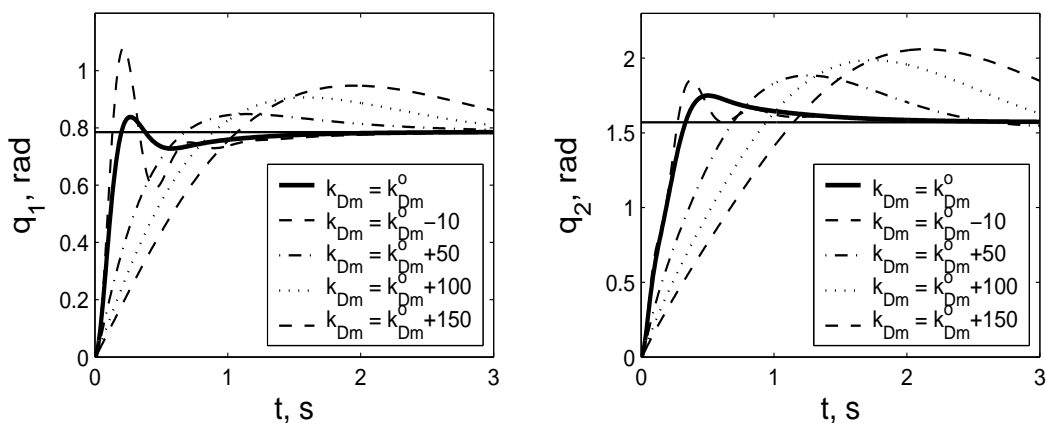 1
0.8
0.6
0.4
0.2
0
q_1, rad
0 1 2 3
t, s
k_Dm = k^o_Dm
k_Dm = k^o_Dm −10
k_Dm = k^o_Dm +50
k_Dm = k^o_Dm +100
k_Dm = k^o_Dm +150
2
1.5
1
0.5
0
q_2, rad
0 1 2 3
t, s
k_Dm = k^o_Dm
k_Dm = k^o_Dm −10
k_Dm = k^o_Dm +50
k_Dm = k^o_Dm +100
k_Dm = k^o_Dm +150